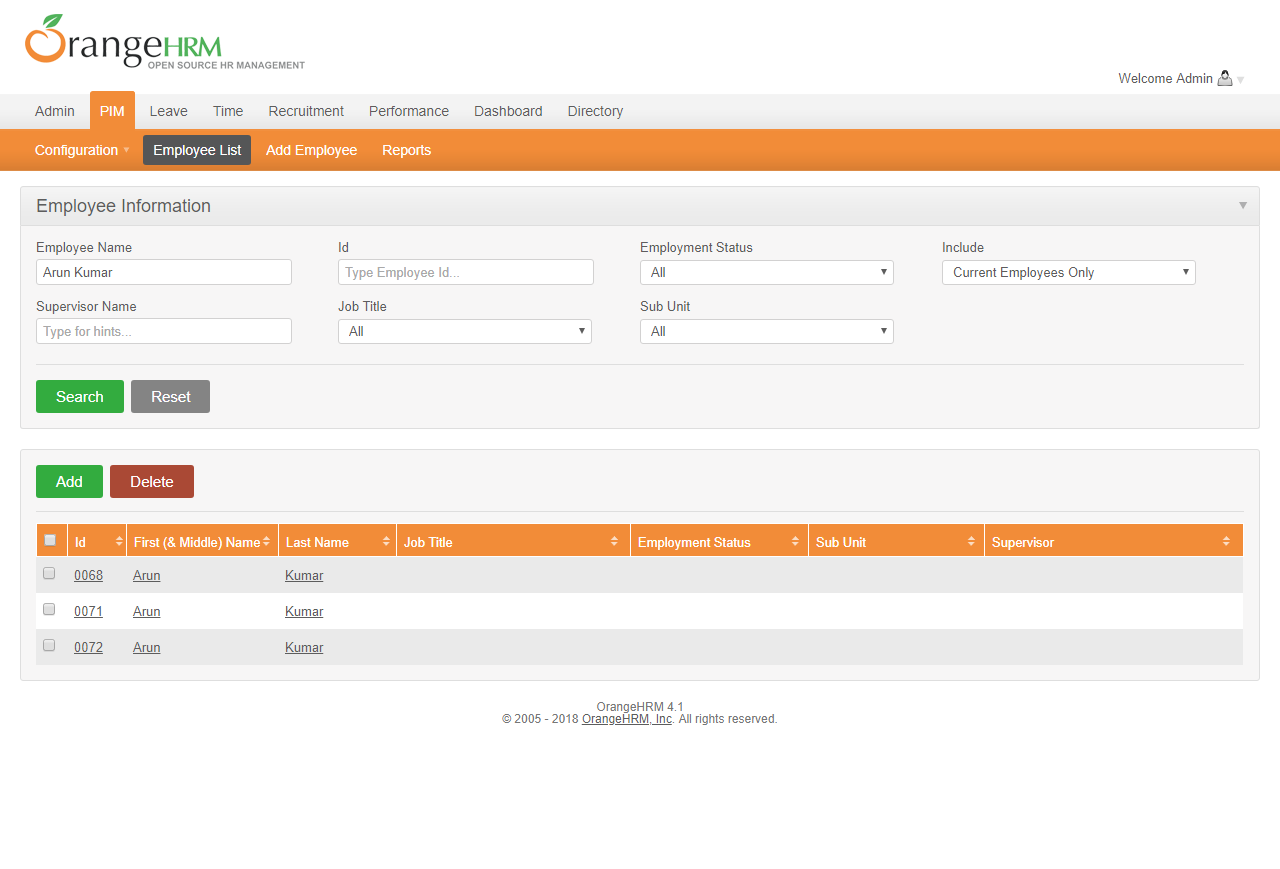 OrangeHRM
OPEN SOURCE HR MANAGEMENT
Welcome Admin
Admin PIM Leave Time Recruitment Performance Dashboard Directory
Configuration Employee List Add Employee Reports
Employee Information
Employee Name Id Employment Status Include
Arun Kumar Type Employee Id... All Current Employees Only
Supervisor Name Job Title Sub Unit
Type for hints... All All
Search Reset
Add Delete
Id First (& Middle) Name Last Name Job Title Employment Status Sub Unit Supervisor
0068 Arun Kumar
0071 Arun Kumar
0072 Arun Kumar
OrangeHRM 4.1
© 2005 - 2018 OrangeHRM, Inc. All rights reserved.